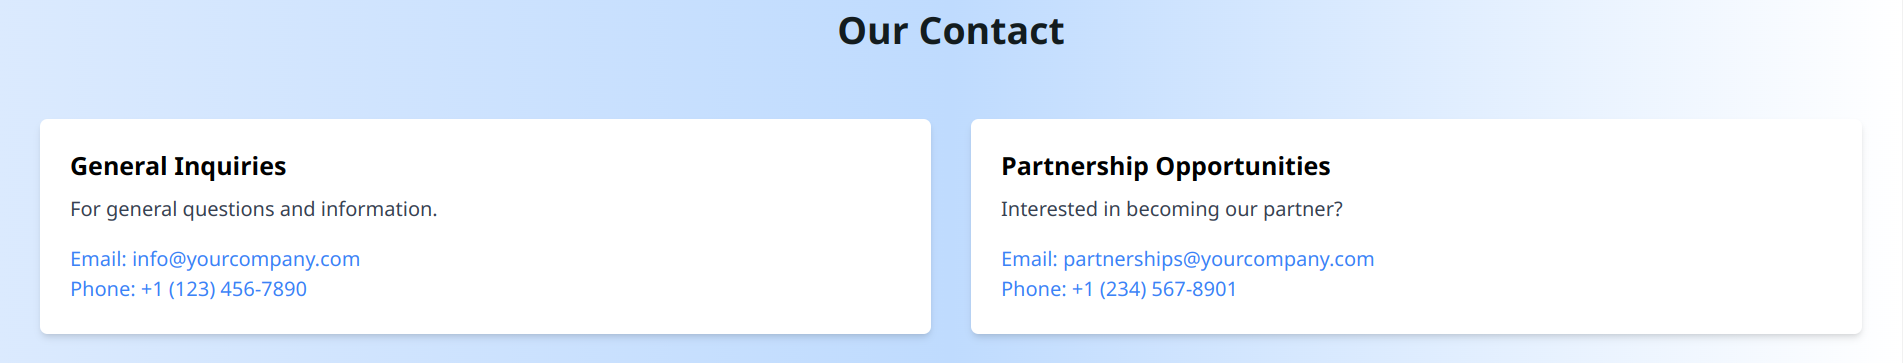 Our Contact
General Inquiries
For general questions and information.
Email: info@yourcompany.com
Phone: +1 (123) 456-7890
Partnership Opportunities
Interested in becoming our partner?
Email: partnerships@yourcompany.com
Phone: +1 (234) 567-8901